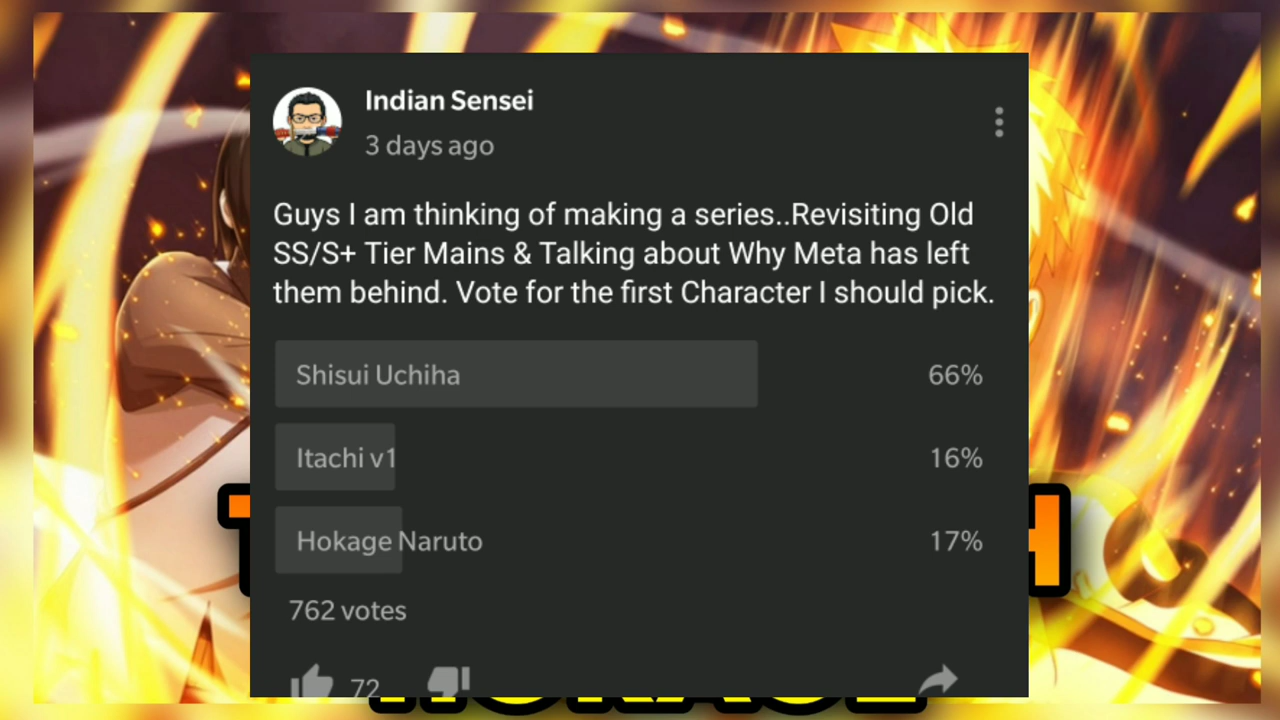 Indian Sensei
3 days ago
Guys I am thinking of making a series..Revisiting Old
SS/S+ Tier Mains & Talking about Why Meta has left
them behind. Vote for the first Character I should pick.
Shisui Uchiha 66%
Itachi v1 16%
Hokage Naruto 17%
762 votes
72